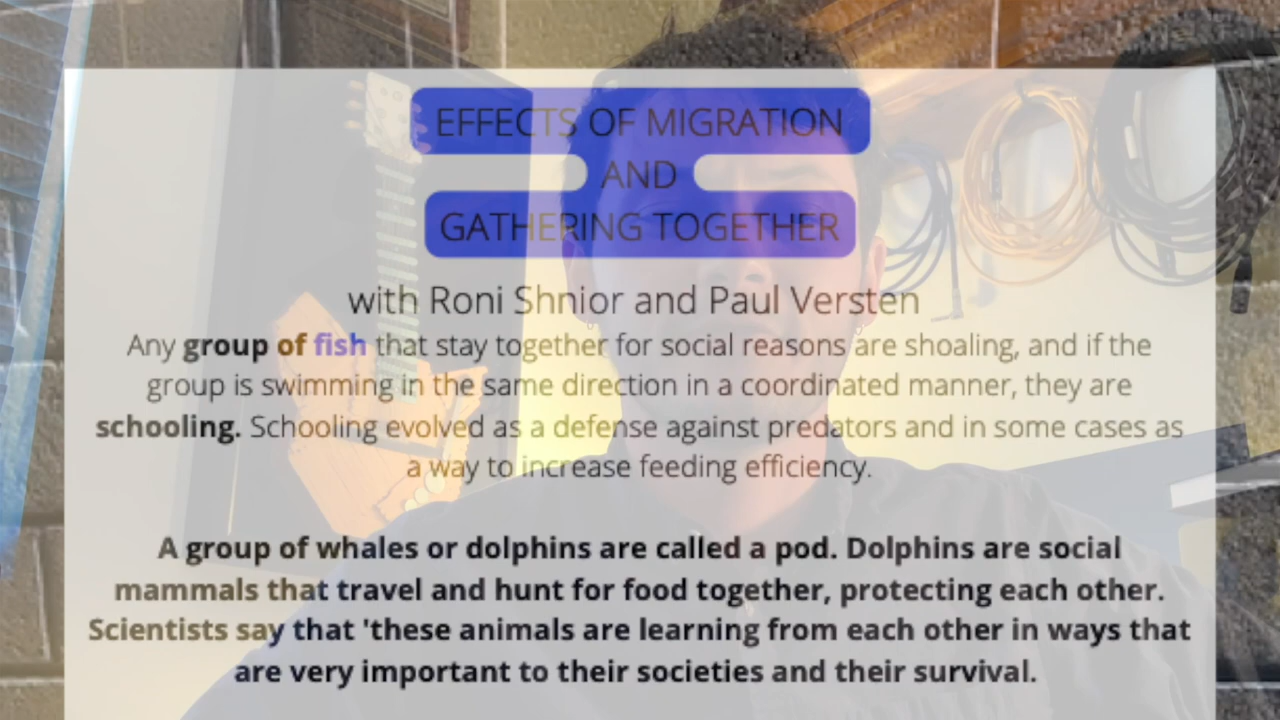 EFFECTS OF MIGRATION
AND
GATHERING TOGETHER
with Roni Shnior and Paul Versten
Any group of fish that stay together for social reasons are shoaling, and if the
group is swimming in the same direction in a coordinated manner, they are
schooling. Schooling evolved as a defense against predators and in some cases as
a way to increase feeding efficiency.
A group of whales or dolphins are called a pod. Dolphins are social
mammals that travel and hunt for food together, protecting each other.
Scientists say that 'these animals are learning from each other in ways that
are very important to their societies and their survival.